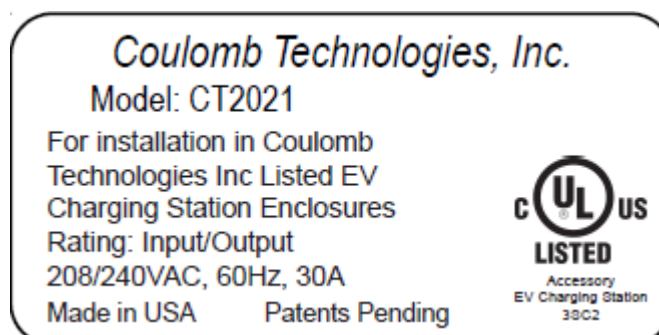 Coulomb Technologies, Inc.
Model: CT2021
For installation in Coulomb
Technologies Inc Listed EV
Charging Station Enclosures
Rating: Input/Output
208/240VAC, 60Hz, 30A
Made in USA Patents Pending
C UL US
®
LISTED
Accessory
EV Charging Station
3SC2